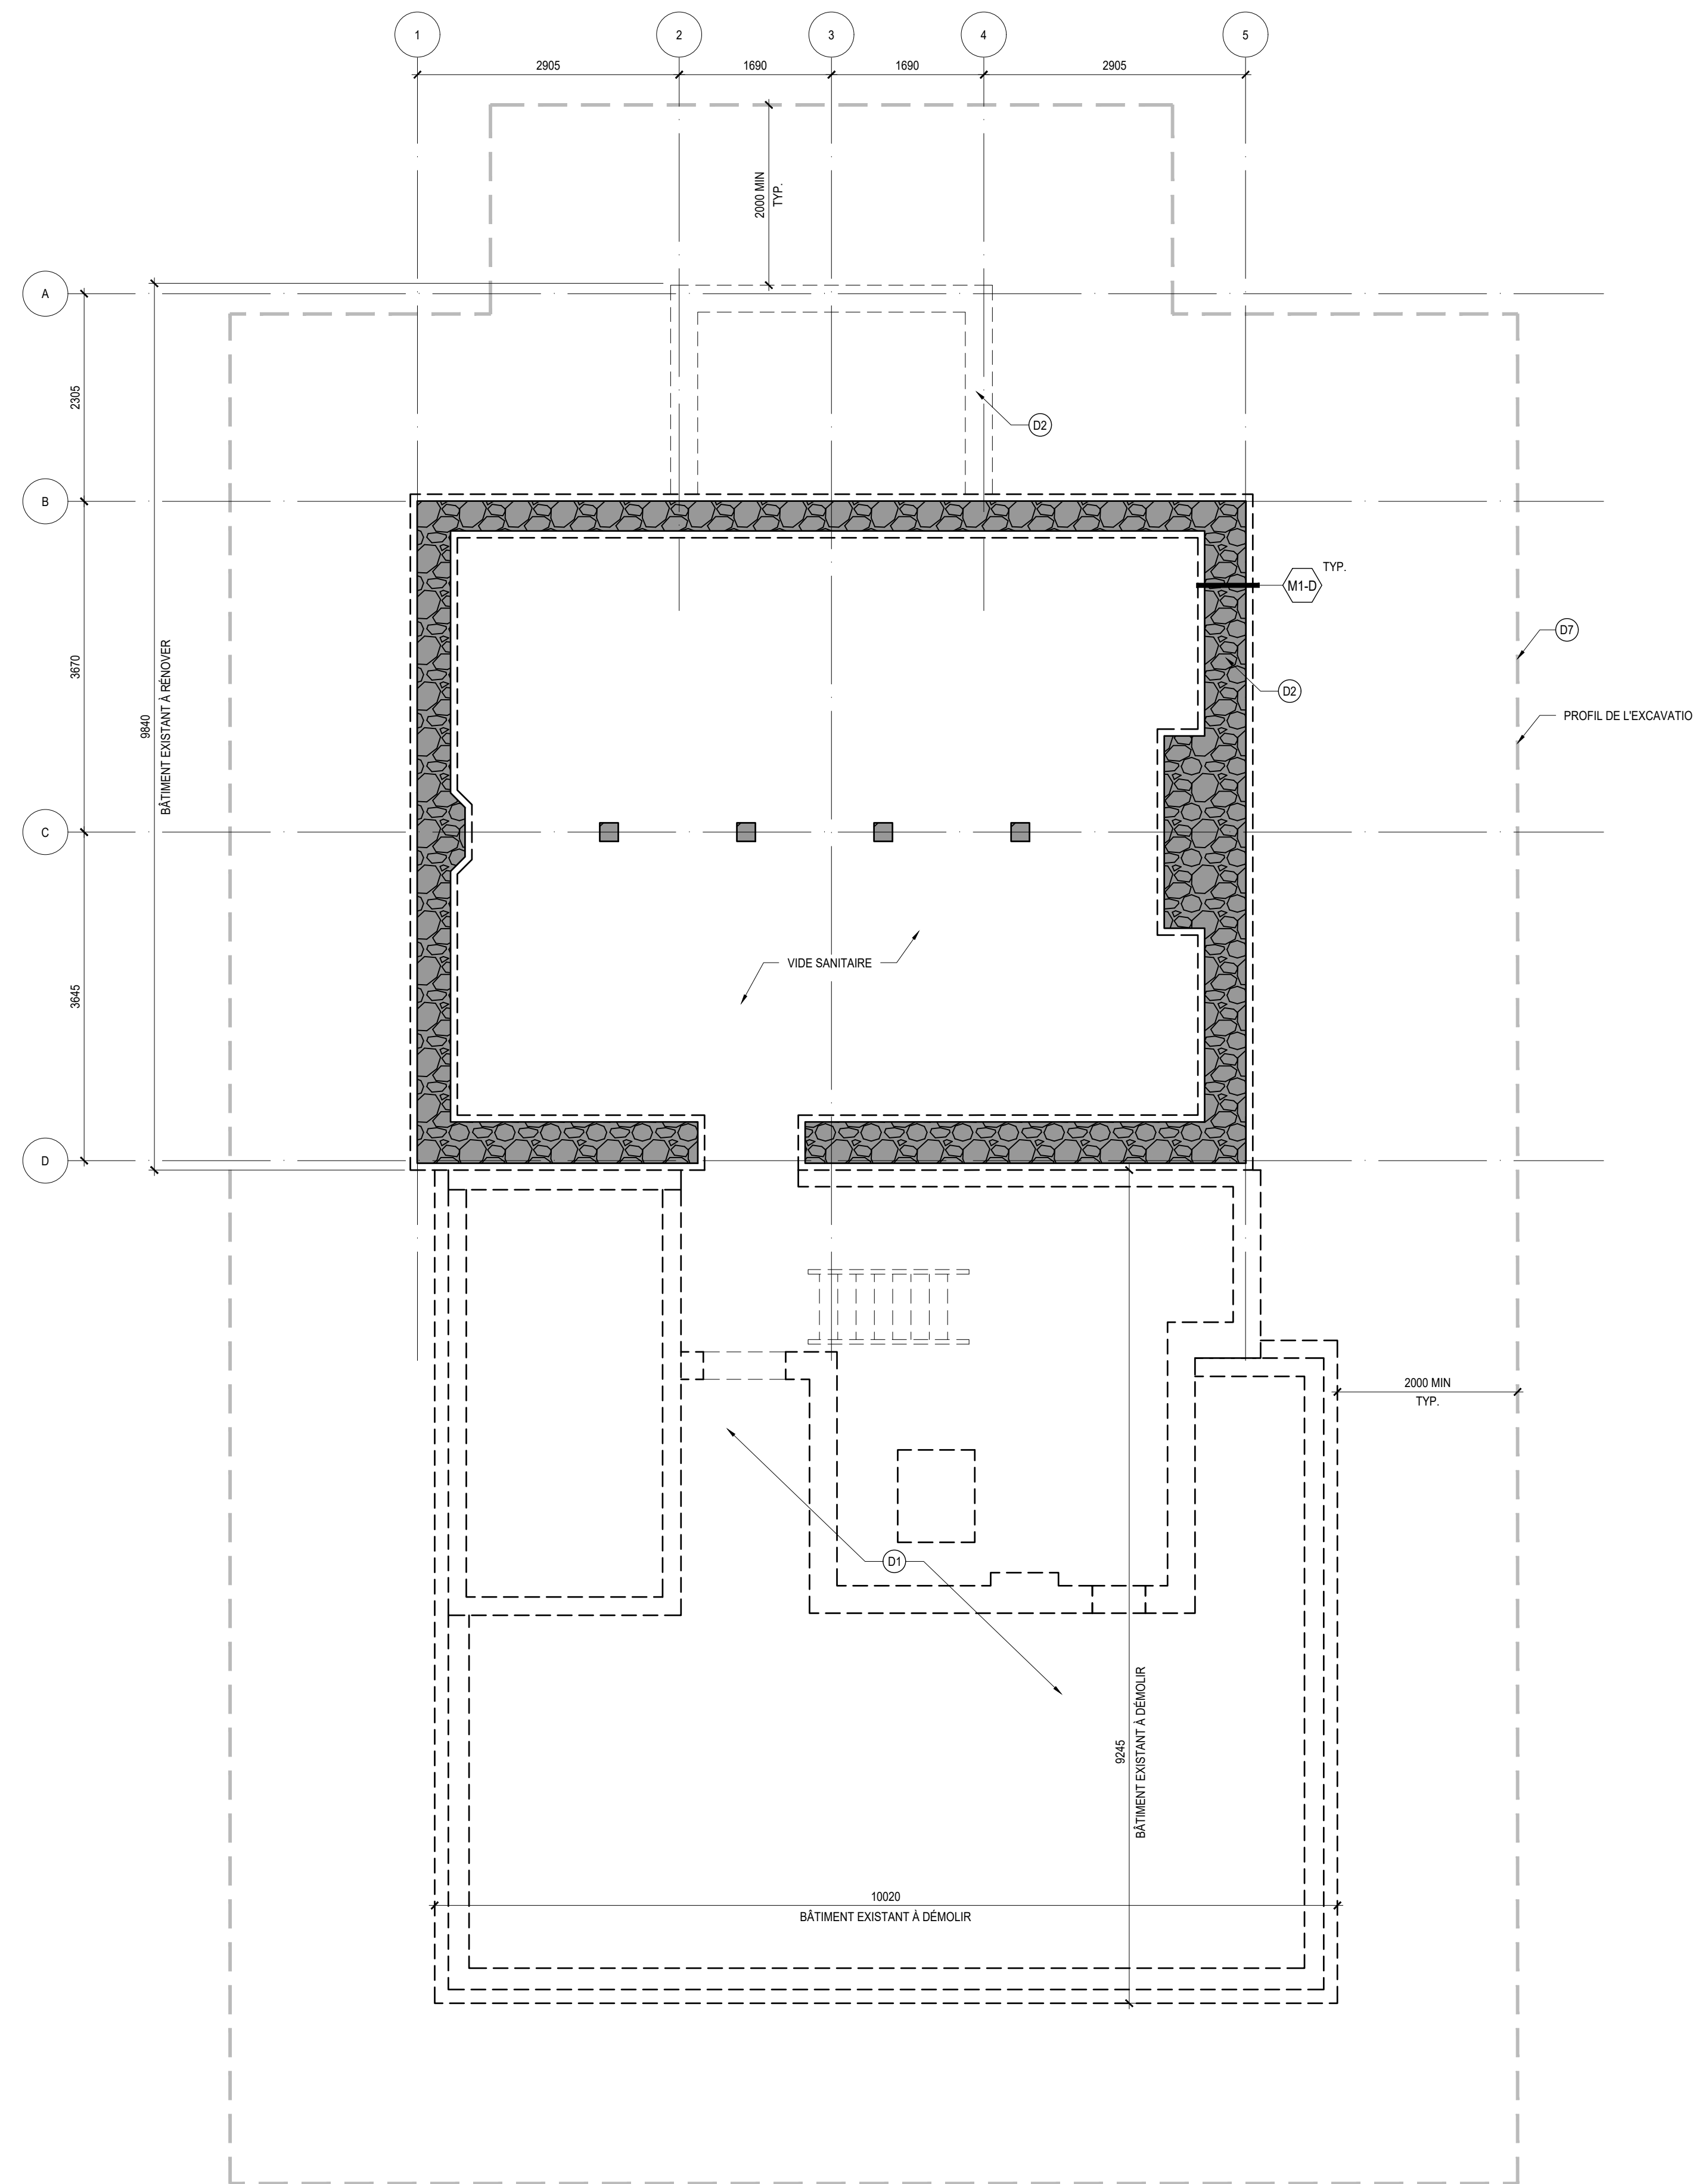 1
2
3
4
5
2905
1690
1690
2905
2000 MIN
TYP.
A
2305
D2
B
TYP.
M1-D
D7
3670
9840
BÂTIMENT EXISTANT À RÉNOVER
D2
PROFIL DE L'EXCAVATIO
C
VIDE SANITAIRE
3645
D
2000 MIN
TYP.
D1
9245
BÂTIMENT EXISTANT À DÉMOLIR
10020
BÂTIMENT EXISTANT À DÉMOLIR